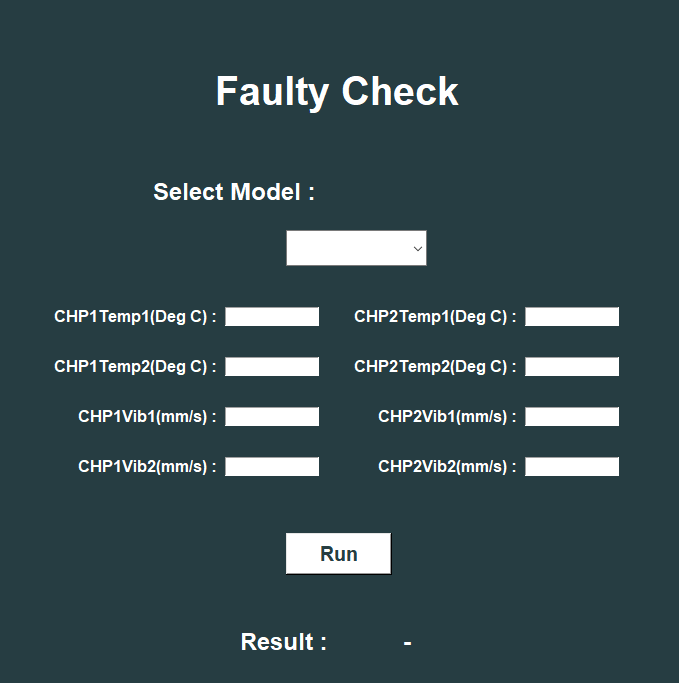 Faulty Check
Select Model :
CHP1Temp1(Deg C) : CHP2Temp1(Deg C) :
CHP1Temp2(Deg C) : CHP2Temp2(Deg C) :
CHP1Vib1(mm/s) : CHP2Vib1(mm/s) :
CHP1Vib2(mm/s) : CHP2Vib2(mm/s) :
Run
Result : -